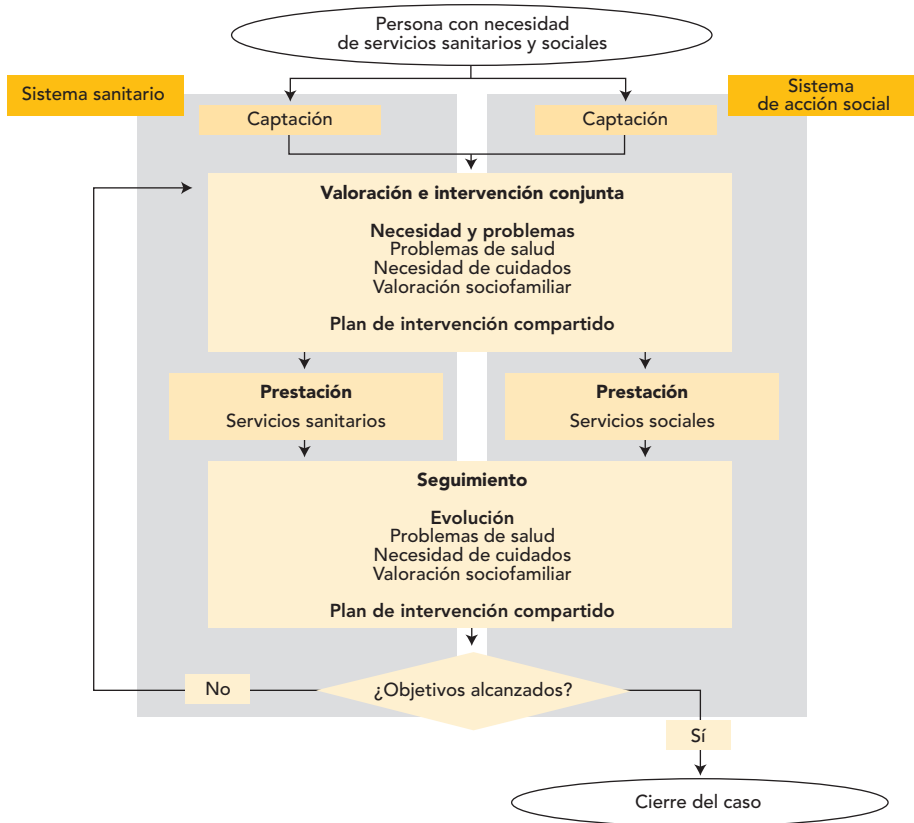 Persona con necesidad
de servicios sanitarios y sociales
Sistema sanitario
Sistema
de acción social
Captación
Captación
Valoración e intervención conjunta
Necesidad y problemas
Problemas de salud
Necesidad de cuidados
Valoración sociofamiliar
Plan de intervención compartido
Prestación
Servicios sanitarios
Prestación
Servicios sociales
Seguimiento
Evolución
Problemas de salud
Necesidad de cuidados
Valoración sociofamiliar
Plan de intervención compartido
No
¿Objetivos alcanzados?
Sí
Cierre del caso